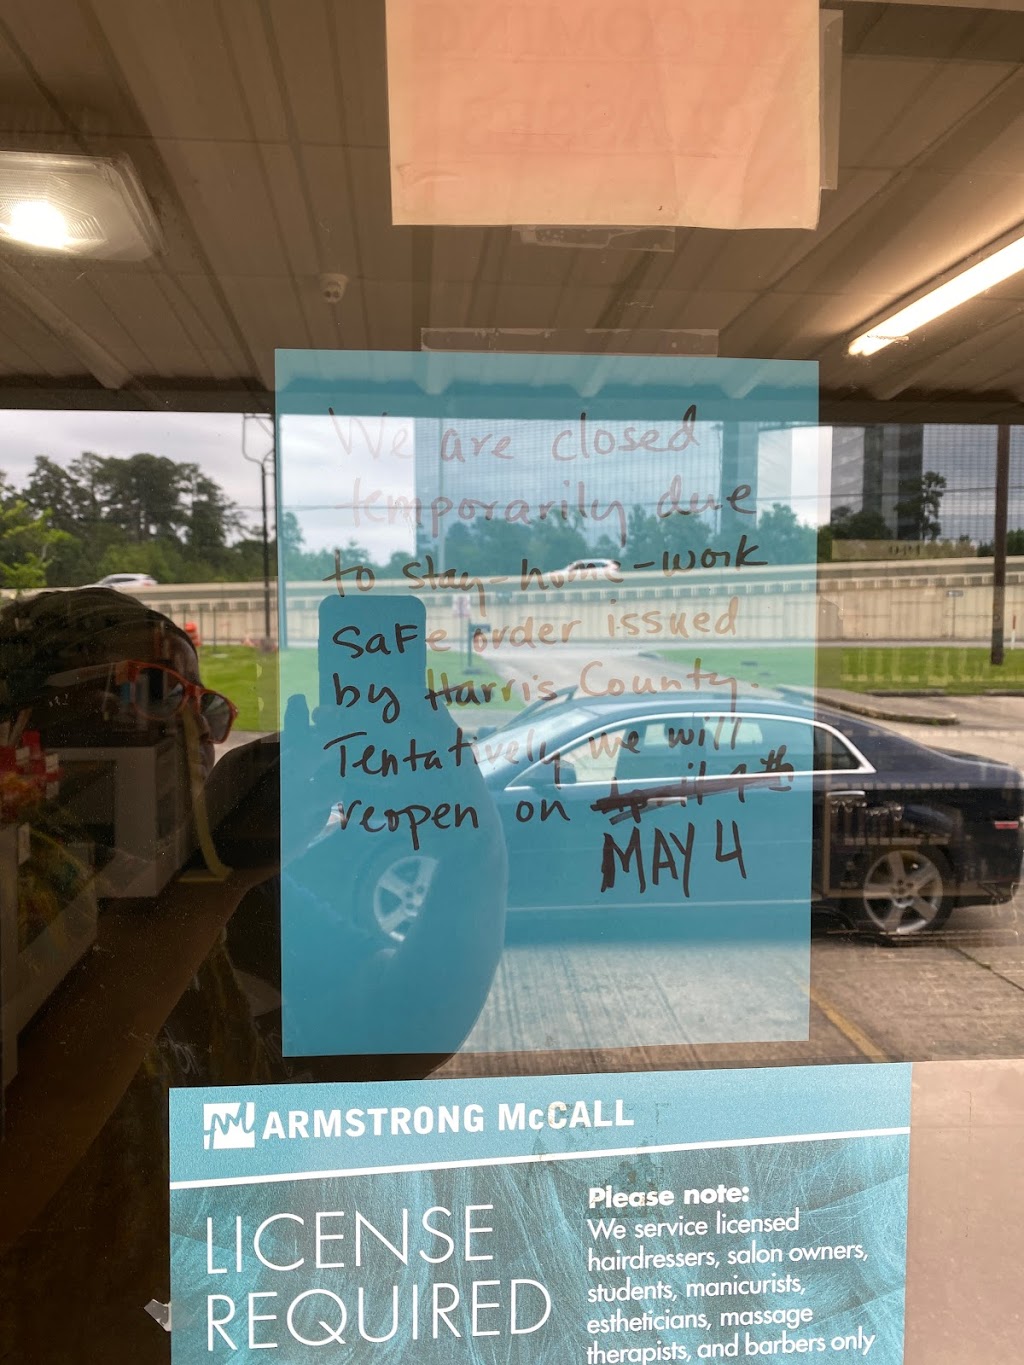 We are closed
temporarily due
to stay-home-work
Safe order issued
by Harris County.
Tentatively we will
reopen on April 9th
MAY 4
ARMSTRONG McCALL
LICENSE
REQUIRED
Please note:
We service licensed
hairdressers, salon owners,
students, manicurists,
estheticians, massage
therapists, and barbers only